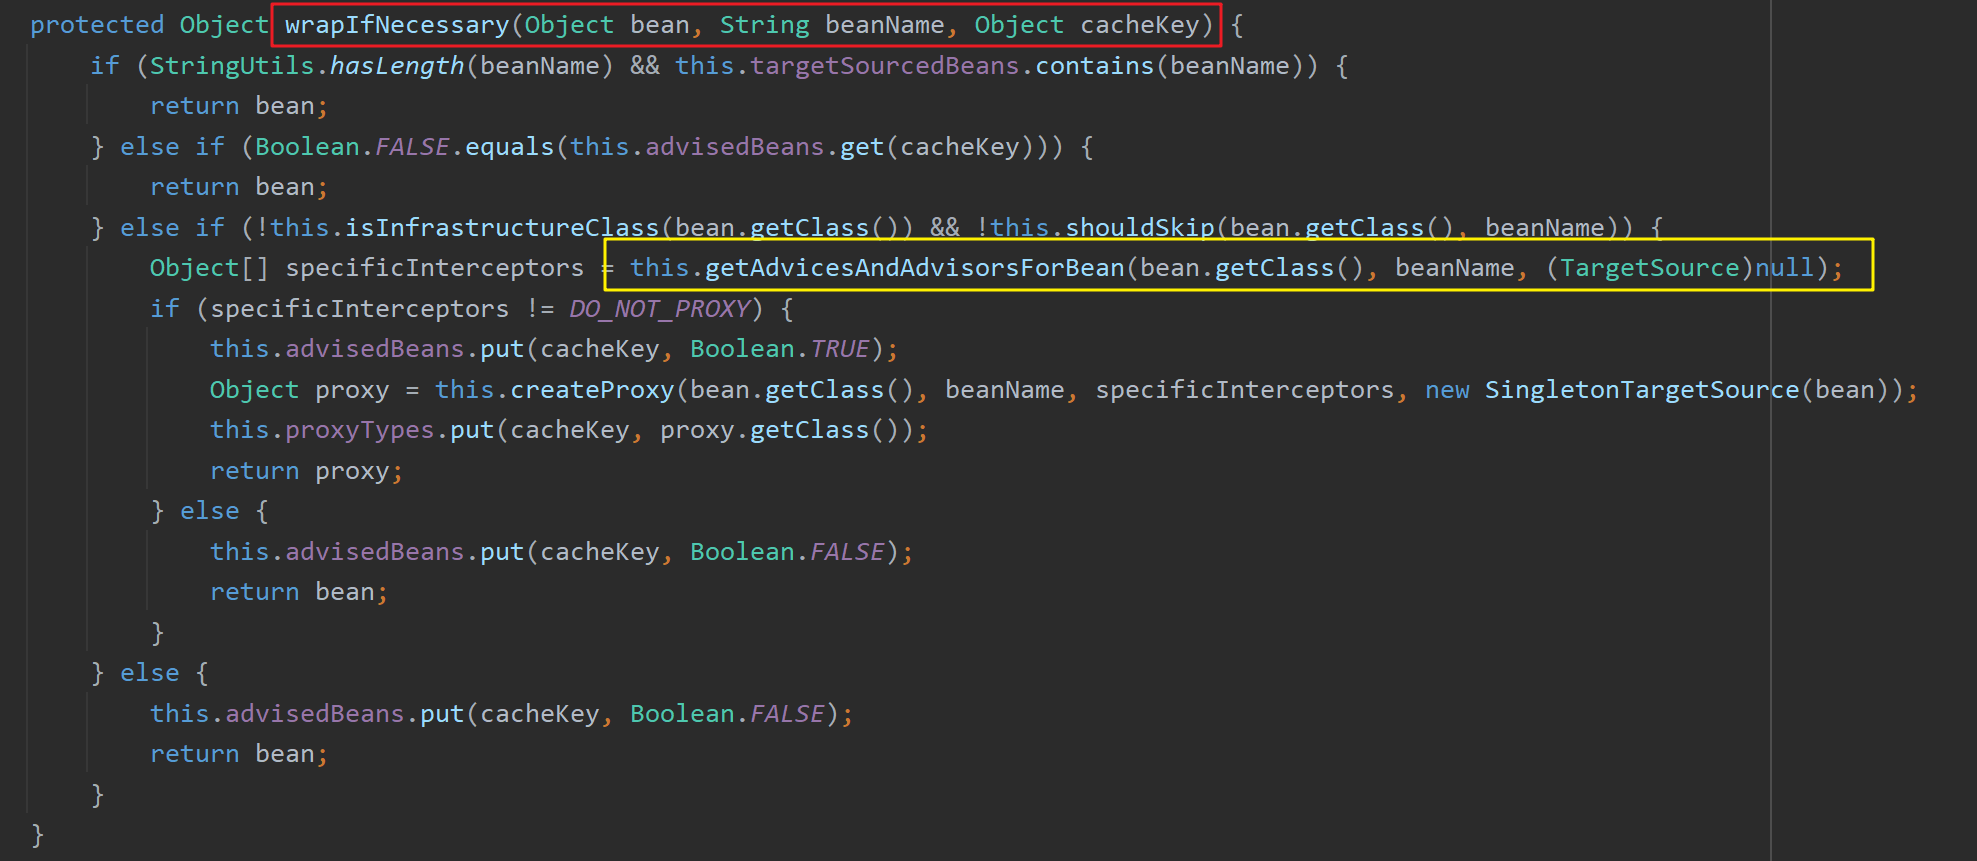 protected Object wrapIfNecessary(Object bean, String beanName, Object cacheKey) {
    if (StringUtils.hasLength(beanName) && this.targetSourcedBeans.contains(beanName)) {
        return bean;
    } else if (Boolean.FALSE.equals(this.advisedBeans.get(cacheKey))) {
        return bean;
    } else if (!this.isInfrastructureClass(bean.getClass()) && !this.shouldSkip(bean.getClass(), beanName)) {
        Object[] specificInterceptors = this.getAdvicesAndAdvisorsForBean(bean.getClass(), beanName, (TargetSource)null);
        if (specificInterceptors != DO_NOT_PROXY) {
            this.advisedBeans.put(cacheKey, Boolean.TRUE);
            Object proxy = this.createProxy(bean.getClass(), beanName, specificInterceptors, new SingletonTargetSource(bean));
            this.proxyTypes.put(cacheKey, proxy.getClass());
            return proxy;
        } else {
            this.advisedBeans.put(cacheKey, Boolean.FALSE);
            return bean;
        }
    } else {
        this.advisedBeans.put(cacheKey, Boolean.FALSE);
        return bean;
    }
}